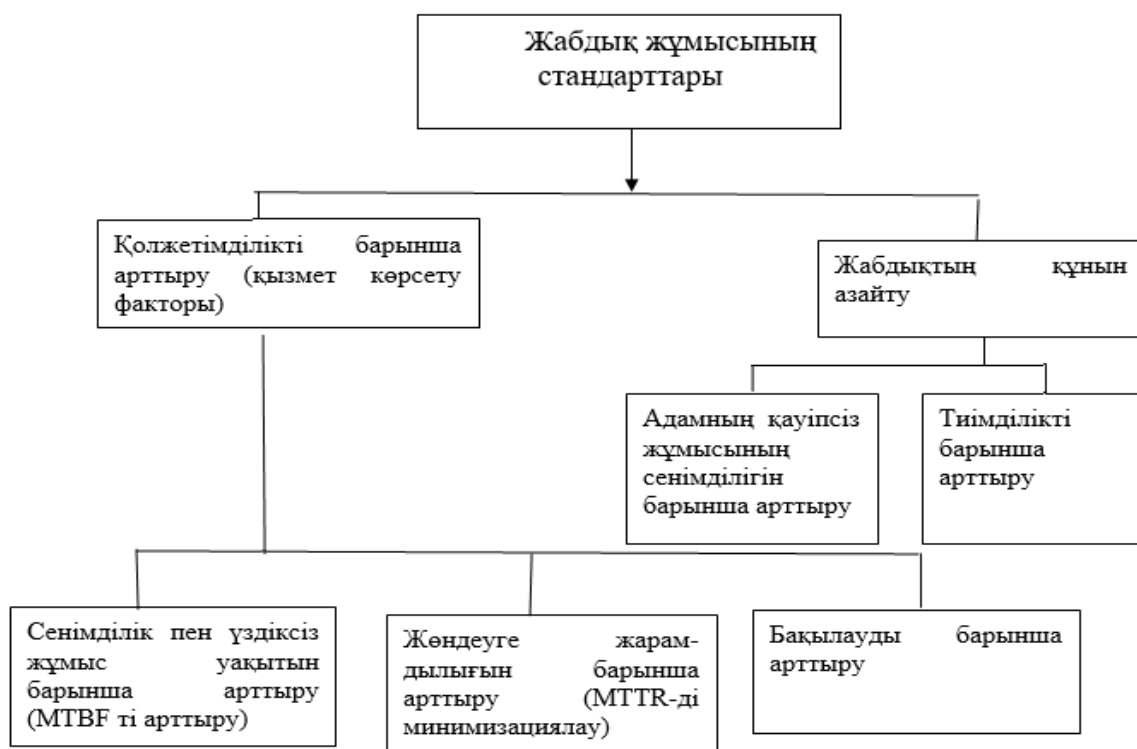 Жабдық жұмысының
стандарттары
Қолжетімділікті барынша
арттыру (қызмет көрсету
факторы)
Жабдықтың құнын
азайту
Адамның қауіпсіз
жұмысының
сенімділігін
барынша арттыру
Тиімділікті
барынша
арттыру
Сенімділік пен үздіксіз
жұмыс уақытын
барынша арттыру
(MTBF ті арттыру)
Жөндеуге жарам-
дылығын барынша
арттыру (MTTR-ді
минимизациялау)
Бақылауды барынша
арттыру